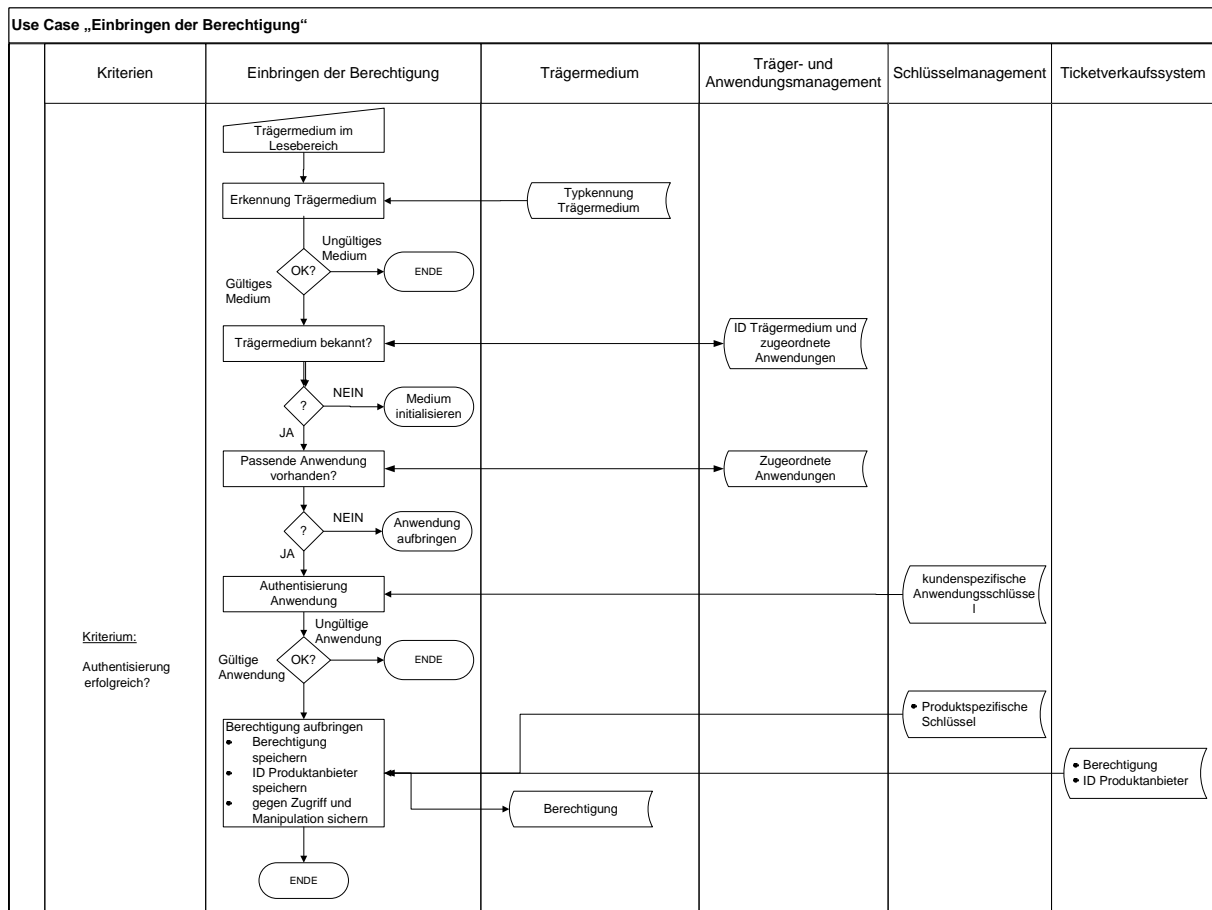 Use Case „Einbringen der Berechtigung“
Kriterien
Einbringen der Berechtigung
Trägermedium
Träger- und
Anwendungsmanagement
Schlüsselmanagement
Ticketverkaufssystem
Trägermedium im
Lesebereich
Erkennung Trägermedium
Typkennung
Trägermedium
Ungültiges
Medium
OK?
ENDE
Gültiges
Medium
Trägermedium bekannt?
ID Trägermedium und
zugeordnete
Anwendungen
NEIN
?
Medium
initialisieren
JA
Passende Anwendung
vorhanden?
Zugeordnete
Anwendungen
NEIN
?
Anwendung
aufbringen
JA
Authentisierung
Anwendung
kundenspezifische
Anwendungsschlüsse
l
Ungültige
Anwendung
Kriterium:
Authentisierung
erfolgreich?
OK?
ENDE
Gültige
Anwendung
• Produktspezifische
Schlüssel
Berechtigung aufbringen
• Berechtigung
speichern
• ID Produktanbieter
speichern
• gegen Zugriff und
Manipulation sichern
• Berechtigung
• ID Produktanbieter
Berechtigung
ENDE